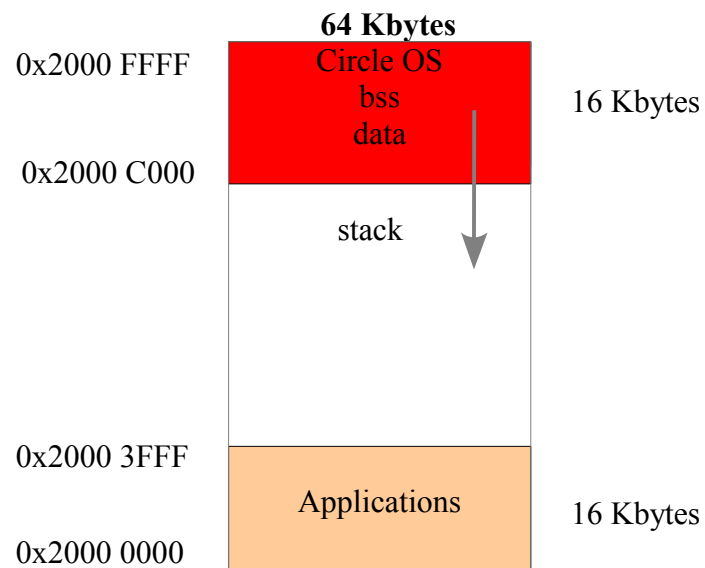 64 Kbytes
0x2000 FFFF
Circle OS
bss
data
16 Kbytes
0x2000 C000
stack
0x2000 3FFF
Applications
16 Kbytes
0x2000 0000